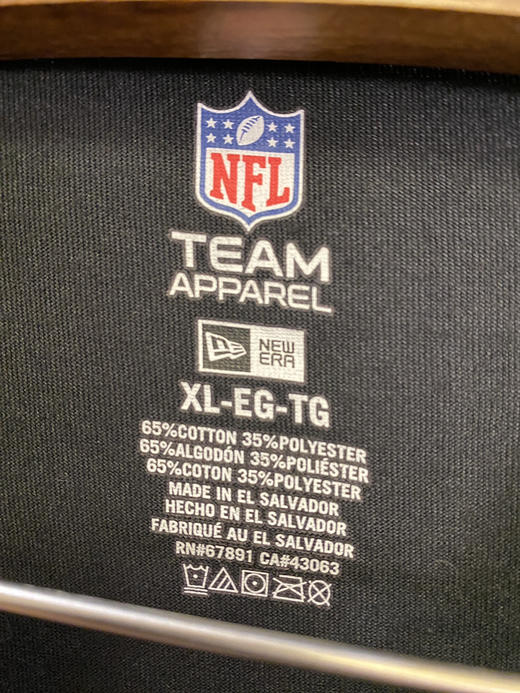 NFL
TEAM
APPAREL
NEW
ERA
XL-EG-TG
65%COTTON 35%POLYESTER
65%ALGODÓN 35%POLIÉSTER
65%COTON 35%POLYESTER
MADE IN EL SALVADOR
HECHO EN EL SALVADOR
FABRIQUÉ AU EL SALVADOR
RN#67891 CA#43063